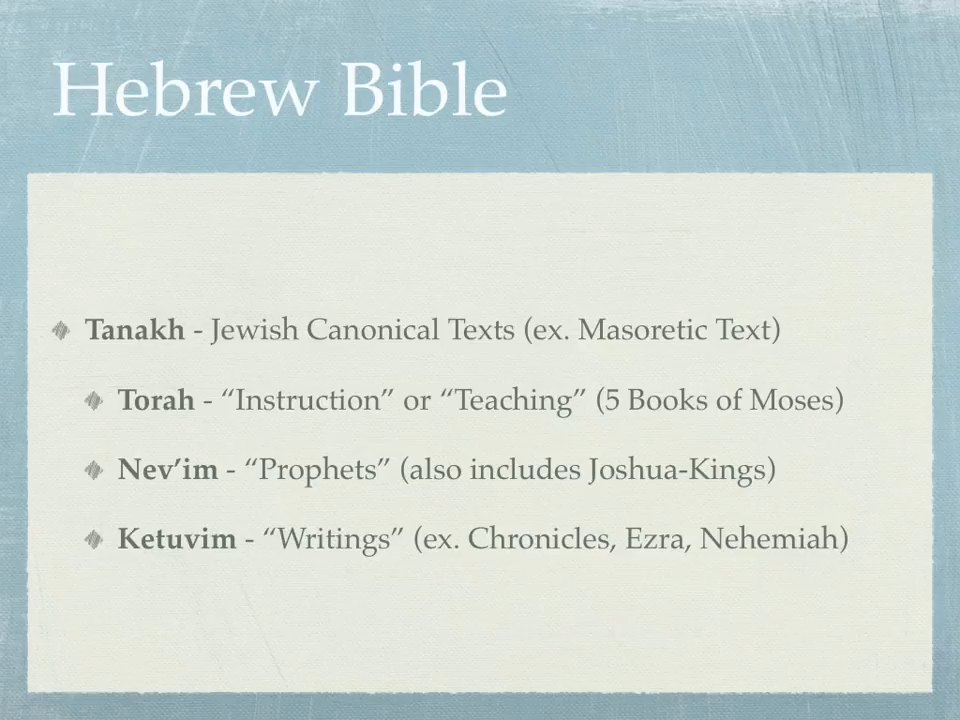 Hebrew Bible
Tanakh - Jewish Canonical Texts (ex. Masoretic Text)
Torah - “Instruction” or “Teaching” (5 Books of Moses)
Nev’im - “Prophets” (also includes Joshua-Kings)
Ketuvim - “Writings” (ex. Chronicles, Ezra, Nehemiah)